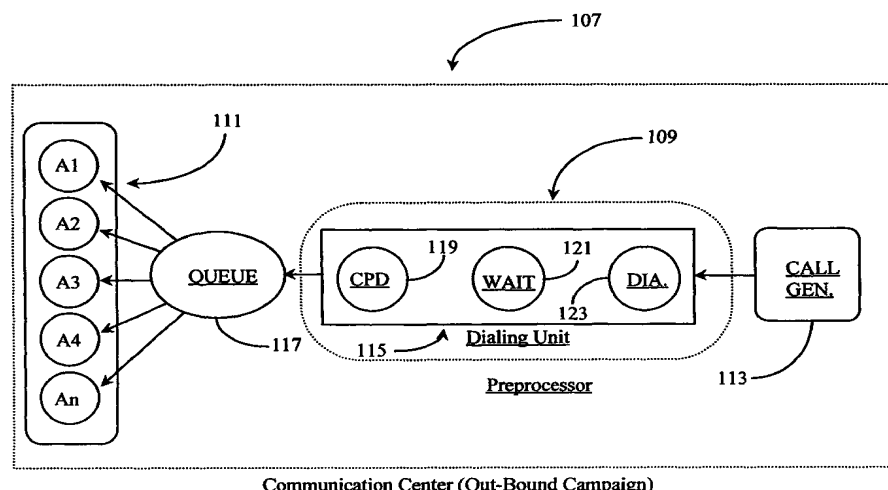 107
111
109
A1
A2
A3
A4
An
QUEUE
117
CPD
119
WAIT
121
DIA.
123
CALL
GEN.
115
Dialing Unit
113
Preprocessor
Communication Center (Out-Bound Campaign)